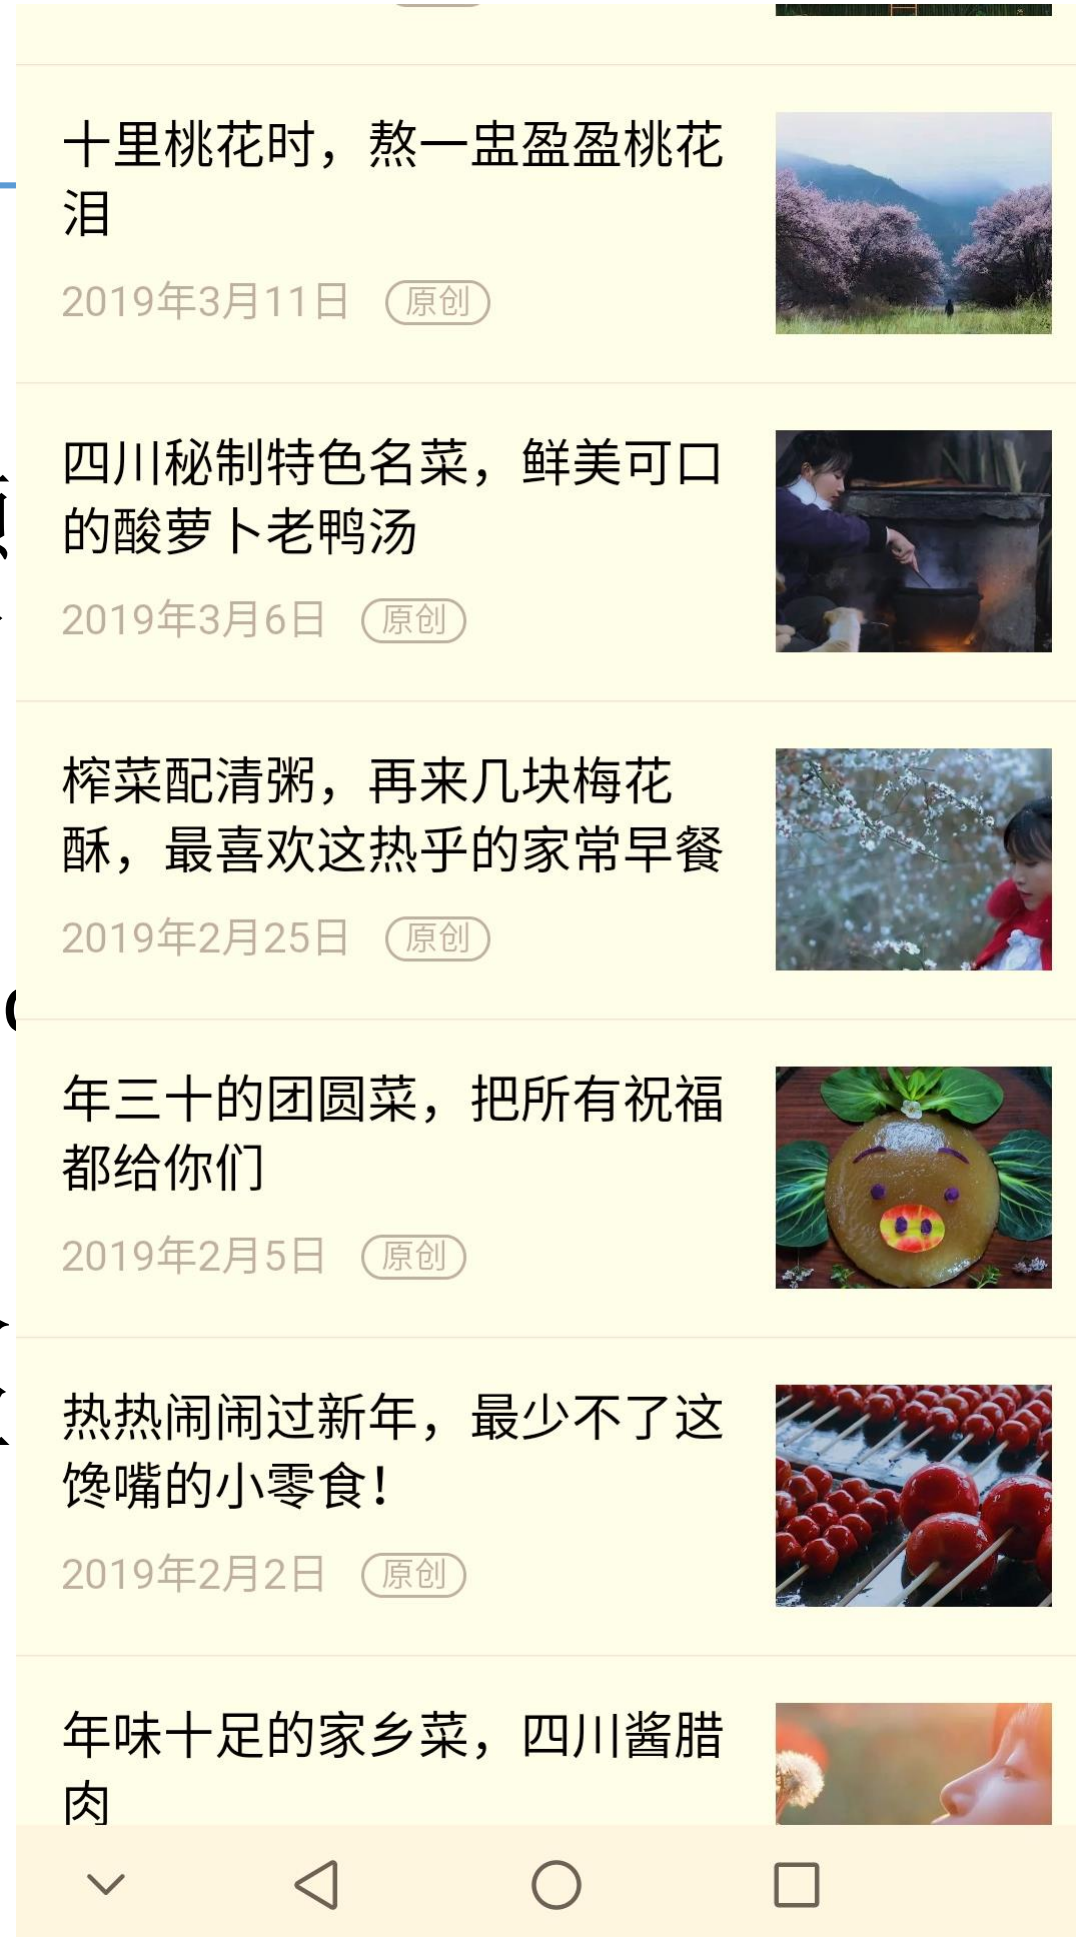 十里桃花时，熬一盅盈盈桃花
泪
2019年3月11日 原创
四川秘制特色名菜，鲜美可口
的酸萝卜老鸭汤
2019年3月6日 原创
榨菜配清粥，再来几块梅花
酥，最喜欢这热乎的家常早餐
2019年2月25日 原创
年三十的团圆菜，把所有祝福
都给你们
2019年2月5日 原创
热热闹闹过新年，最少不了这
馋嘴的小零食！
2019年2月2日 原创
年味十足的家乡菜，四川酱腊
肉